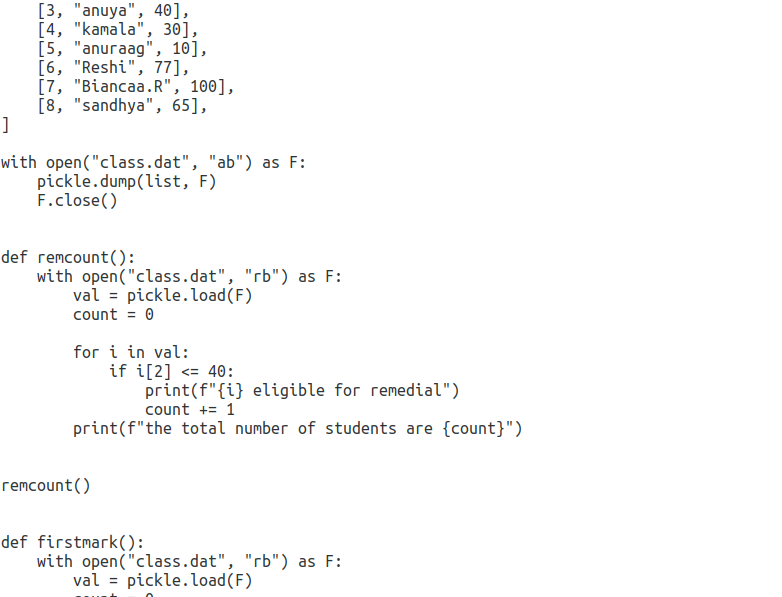 [3, "anuya", 40],
    [4, "kamala", 30],
    [5, "anuraag", 10],
    [6, "Reshi", 77],
    [7, "Biancaa.R", 100],
    [8, "sandhya", 65],
]
with open("class.dat", "ab") as F:
    pickle.dump(list, F)
    F.close()
def remcount():
    with open("class.dat", "rb") as F:
        val = pickle.load(F)
        count = 0
        for i in val:
            if i[2] <= 40:
                print(f"{i} eligible for remedial")
                count += 1
        print(f"the total number of students are {count}")
remcount()
def firstmark():
    with open("class.dat", "rb") as F:
        val = pickle.load(F)